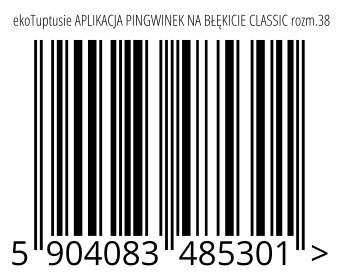 ekoTuptusie APLIKACJA PINGWINEK NA BŁĘKICIE CLASSIC rozm.38
5 904083 485301 >